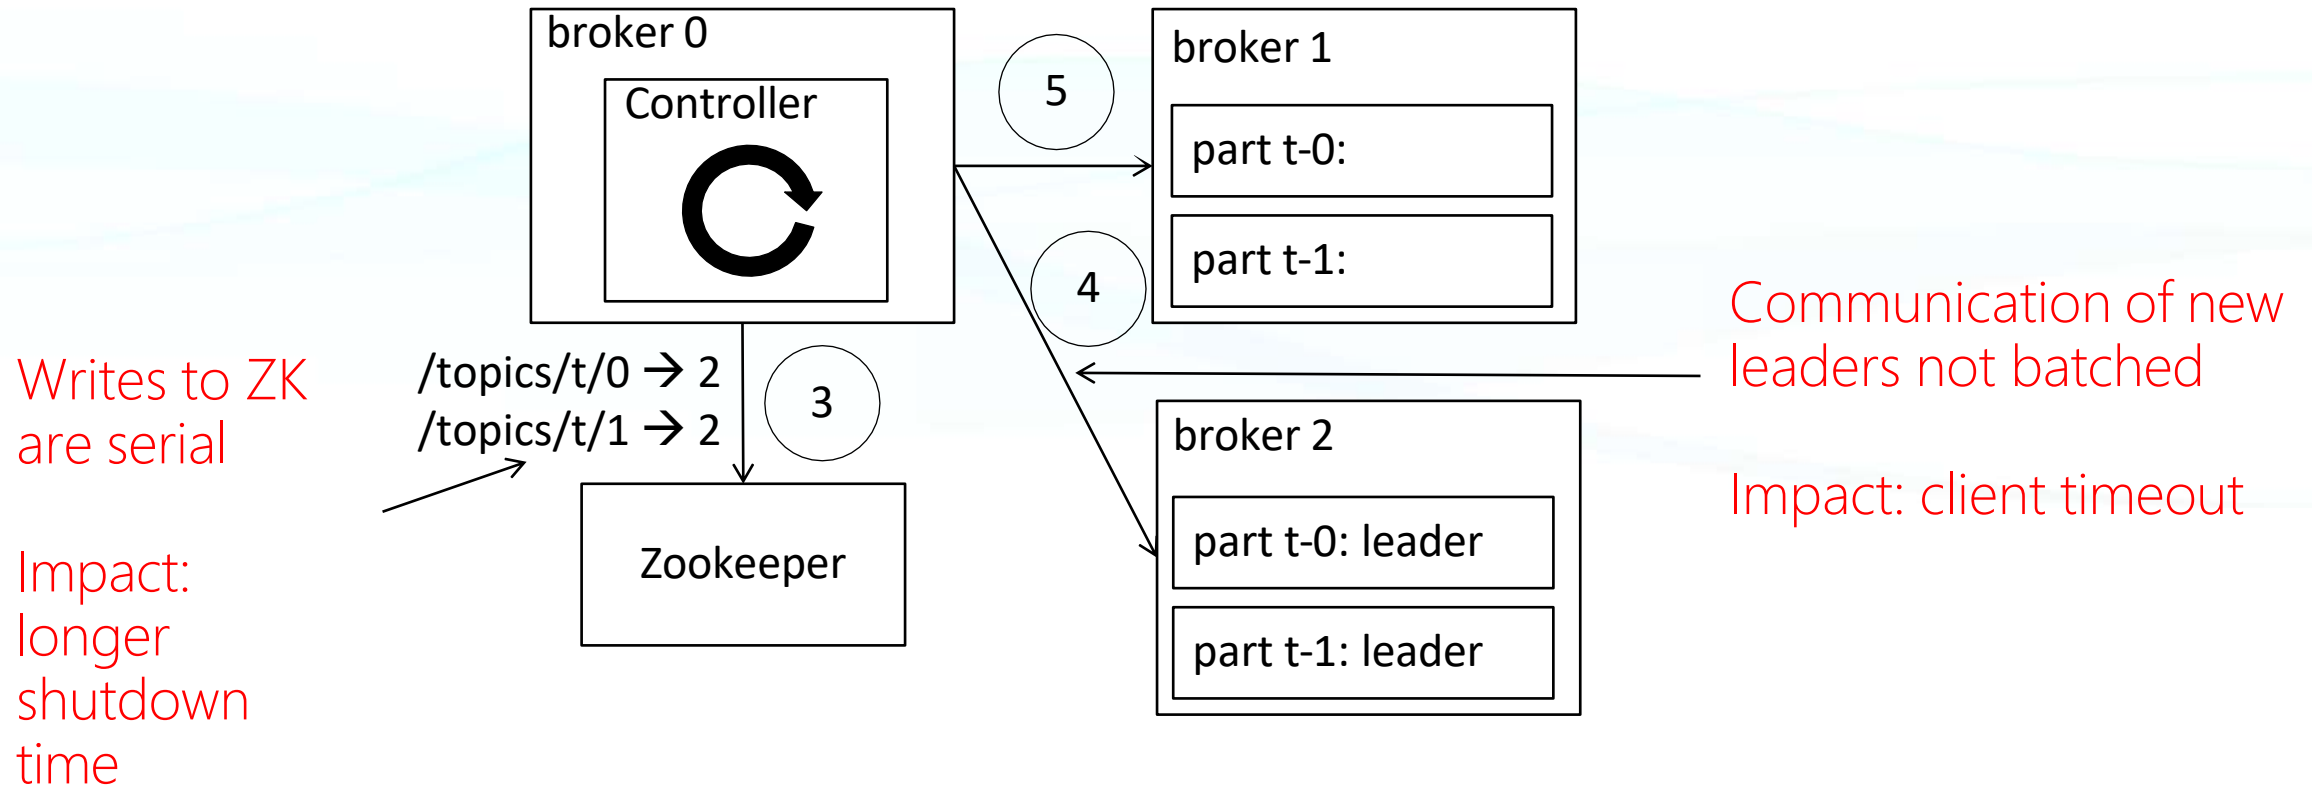 broker 0
Controller
5
broker 1
part t-0:
part t-1:
4
Communication of new
leaders not batched
Impact: client timeout
Writes to ZK
are serial
Impact:
longer
shutdown
time
/topics/t/0 → 2
/topics/t/1 → 2
3
Zookeeper
broker 2
part t-0: leader
part t-1: leader